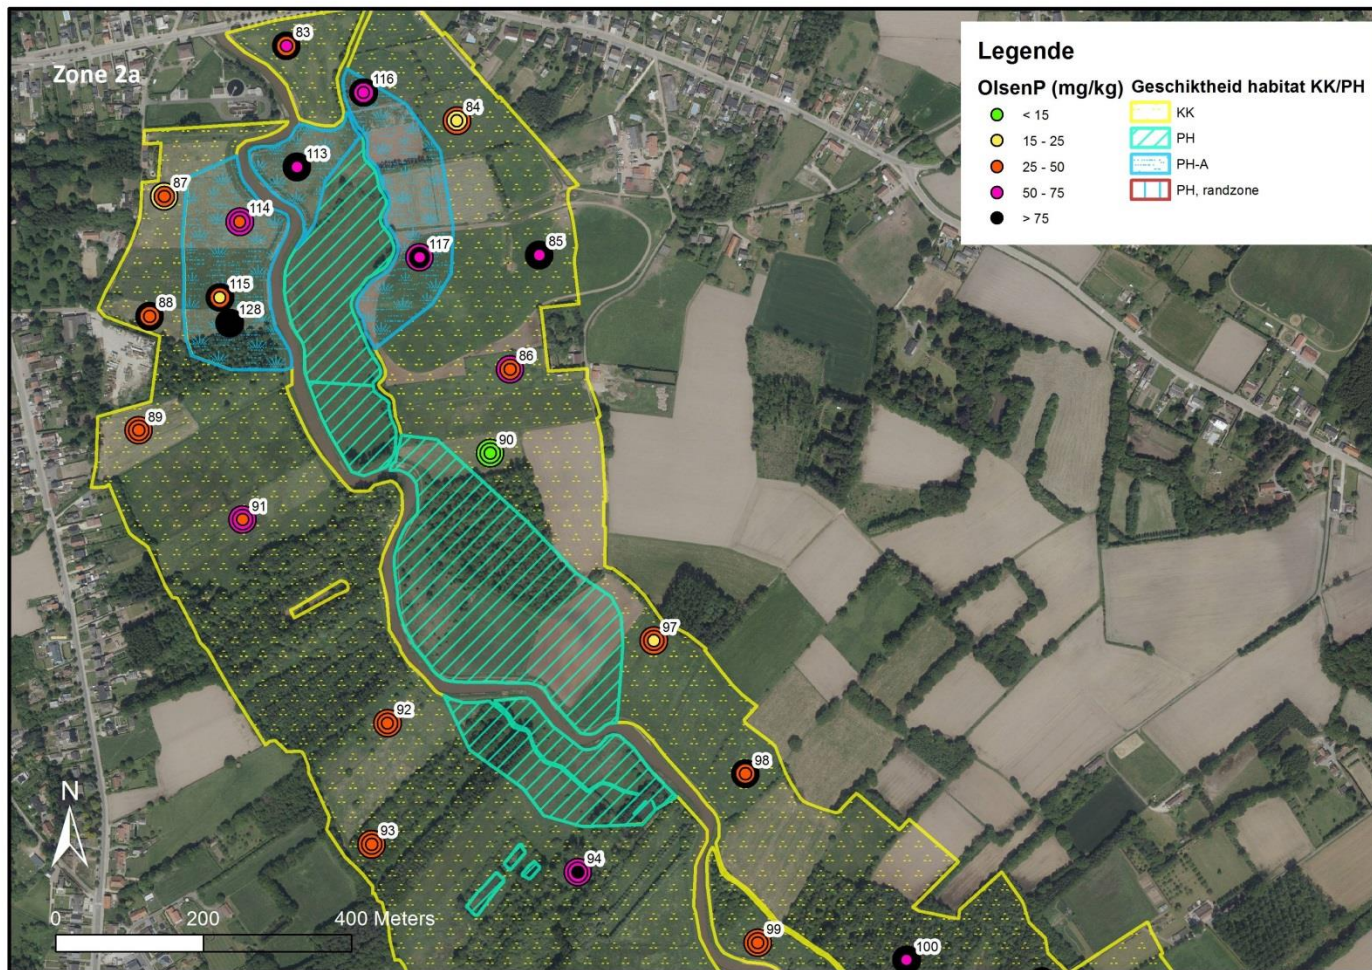 Zone 2a
Legende
OlsenP (mg/kg) Geschiktheid habitat KK/PH
< 15
15 - 25
25 - 50
50 - 75
> 75
KK
PH
PH-A
PH, randzone
83
116
84
113
87
114
117
85
115
128
88
86
89
90
91
97
92
98
93
94
99
100
N
0 200 400 Meters